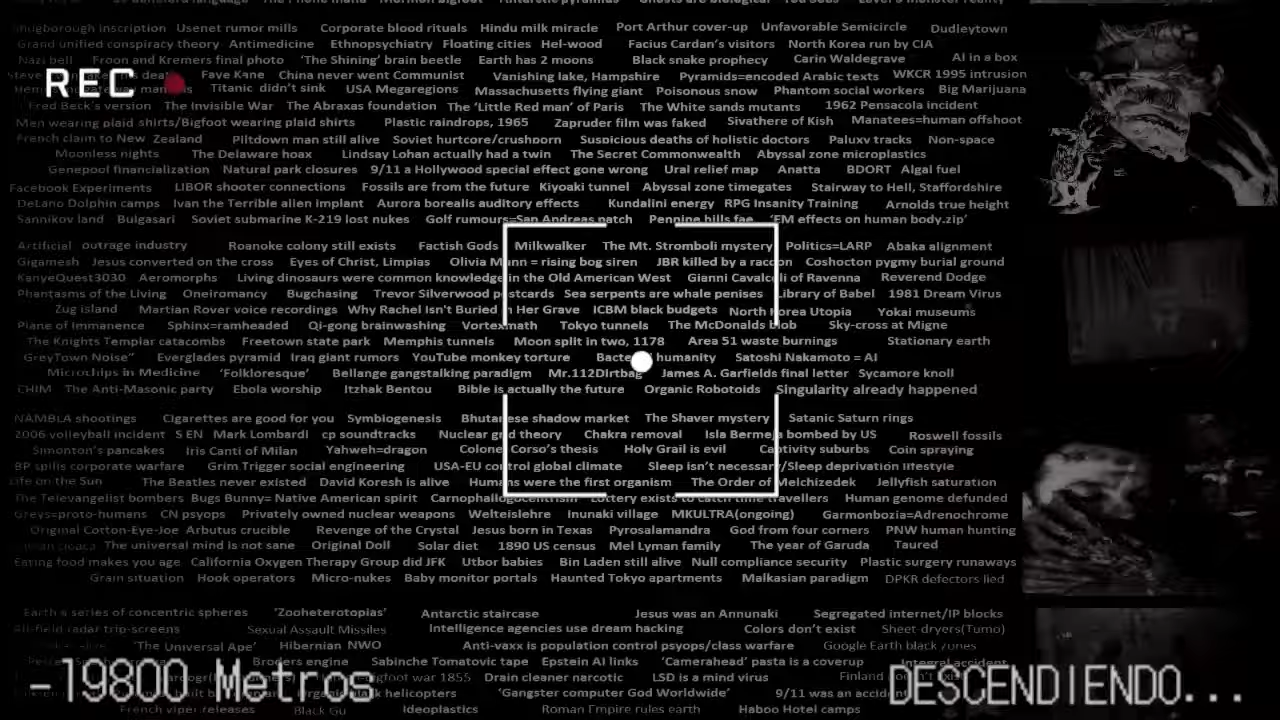 Usenet rumor mills Corporate blood rituals Hindu milk miracle Port Arthur cover-up Unfavorable Semicircle Dudleytown
Grand unified conspiracy theory Antimedicine Ethnopsychiatry Floating cities Hel-wood Facius Cardan's visitors North Korea run by CIA
Nazi bell Froon and Kremers final photo 'The Shining' brain beetle Earth has 2 moons Black snake prophecy Carin Waldegrave AI in a box
REC
Fave Kane China never went Communist Vanishing lake, Hampshire Pyramids=encoded Arabic texts WKCR 1995 intrusion
Titanic didn't sink USA Megaregions Massachusetts flying giant Poisonous snow Phantom social workers Big Marijuana
Fred Beck's version The Invisible War The Abraxas foundation The 'Little Red man' of Paris The White sands mutants 1962 Pensacola incident
Men wearing plaid shirts/Bigfoot wearing plaid shirts Plastic raindrops, 1965 Zapruder film was faked Sivathere of Kish Manatees=human offshoot
French claim to New Zealand Piltdown man still alive Soviet hurtcore/crushoorn Suspicious deaths of holistic doctors Paluxv tracks Non-space
Moonless nights The Delaware hoax Lindsay Lohan actually had a twin The Secret Commonwealth Abyssal zone microplastics
Genepool financialization Natural park closures 9/11 a Hollywood special effect gone wrong Ural relief map Anatta BDORT Algal fuel
Facebook Experiments LIBOR shooter connections Fossils are from the future Kiyoaki tunnel Abyssal zone timegates Stairway to Hell, Staffordshire
DeLano Dolphin camps Ivan the Terrible alien implant Aurora borealis auditory effects Kundalini energy RPG Insanity Training Arnolds true height
Sannikov land Bulgasari Soviet submarine K-219 lost nukes Golf rumours=San Andreas patch Pennine hills fae 'EM effects on human body.zip'
Artificial outrage industry Roanoke colony still exists Factish Gods Milkwalker The Mt. Stromboli mystery Politics=LARP Abaka alignment
Gigamesh Jesus converted on the cross Eyes of Christ, Limpias Olivia Munn = rising bog siren JBR killed by a raccoon Coshocton pygmy burial ground
KanyeQuest3030 Aeromorphs Living dinosaurs were common knowledge in the Old American West Gianni Cavalcoli of Ravenna Reverend Dodge
Phantasms of the Living Oneiromancy Bugchasing Trevor Silverwood postcards Sea serpents are whale penises Library of Babel 1981 Dream Virus
Zug island Martian Rover voice recordings Why Rachel Isn't Buried In Her Grave ICBM black budgets North Korea Utopia Yokai museums
Plane of Immanence Sphinx=ramheaded Qi-gong brainwashing Vortexmath Tokyo tunnels The McDonalds blob Sky-cross at Migne
The Knights Templar catacombs Freetown state park Memphis tunnels Moon split in two, 1178 Area 51 waste burnings Stationary earth
GreyTown Noise" Everglades pyramid Iraq giant rumors YouTube monkey torture humanity Satoshi Nakamoto = AI
Microchips in Medicine 'Folkloresque' Bellange gangstalking paradigm Mr.112Dirtbag James A. Garfields final letter Sycamore knoll
CHIM The Anti-Masonic party Ebola worship Itzhak Bentou Bible is actually the future Organic Robotoids Singularity already happened
NAMBLA shootings Cigarettes are good for you Symbiogenesis Bhutanese shadow market The Shaver mystery Satanic Saturn rings
2006 volleyball incident S EN Mark Lombardi cp soundtracks Nuclear grid theory Chakra removal Isla Bermeja bombed by US Roswell fossils
Simonton's pancakes Iris Canti of Milan Yahweh=dragon Colonel Corso's thesis Holy Grail is evil Captivity suburbs Coin spraying
BP spills corporate warfare Grim Trigger social engineering USA-EU control global climate Sleep isn't necessary/Sleep deprivation lifestyle
Life on the Sun The Beatles never existed David Koresh is alive Humans were the first organism The Order of Melchizedek Jellyfish saturation
The Televangelist bombers Bugs Bunny= Native American spirit Carnophallogocentrism Lottery exists to catch time travellers Human genome defunded
Greys=proto-humans CN psyops Privately owned nuclear weapons Welteislehre Inunaki village MKULTRA(ongoing) Garmonbozia=Adrenochrome
Original Cotton-Eye-Joe Arbutus crucible Revenge of the Crystal Jesus born in Texas Pyrosalamandra God from four corners PNW human hunting
The universal mind is not sane Original Doll Solar diet 1890 US census Mel Lyman family The year of Garuda Taured
Eating food makes you age California Oxygen Therapy Group did JFK Utbor babies Bin Laden still alive Null compliance security Plastic surgery runaways
Grain situation Hook operators Micro-nukes Baby monitor portals Haunted Tokyo apartments Malkasian paradigm DPKR defectors lied
Earth a series of concentric spheres 'Zooheterotopias' Antarctic staircase Jesus was an Annunaki Segregated internet/IP blocks
radar trip-screens Sexual Assault Missiles Intelligence agencies use dream hacking Colors don't exist Sheet-dryers(Tumo)
'The Universal Ape' Hibernian NWO Anti-vaxx is population control psyops/class warfare Google Earth black zones
Broders engine Sabinche Tomatovic tape Epstein AI links 'Camerahead' pasta is a coverup Integral accident
-19800 Metros DESCENDIENDO...
war 1855 Drain cleaner narcotic LSD is a mind virus Finland
helicopters 'Gangster computer God Worldwide' 9/11 was an
French viper releases Ideoplastics Roman Empire rules earth Haboo Hotel camps